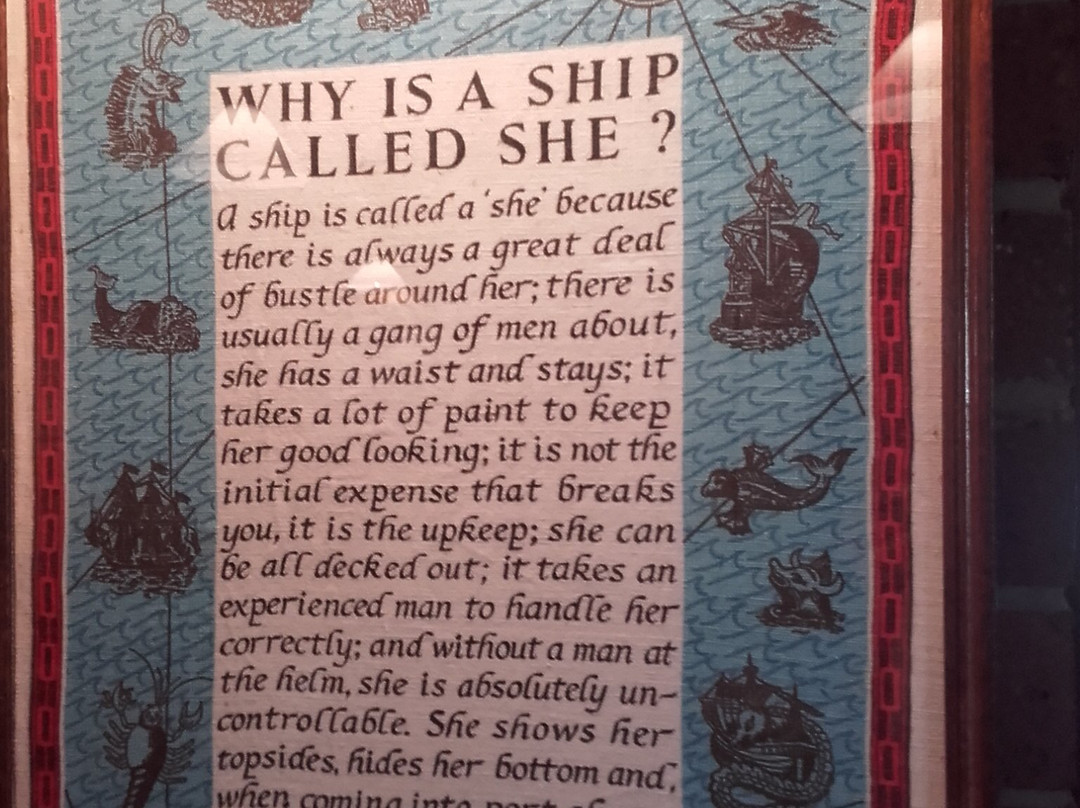 WHY IS A SHIP
CALLED SHE ?
A ship is called a 'she' because
there is always a great deal
of bustle around her; there is
usually a gang of men about,
she has a waist and stays; it
takes a lot of paint to keep
her good looking; it is not the
initial expense that breaks
you, it is the upkeep; she can
be all decked out; it takes an
experienced man to handle her
correctly; and without a man at
the helm, she is absolutely un-
controllable. She shows her
topsides, hides her bottom and,
when coming into port